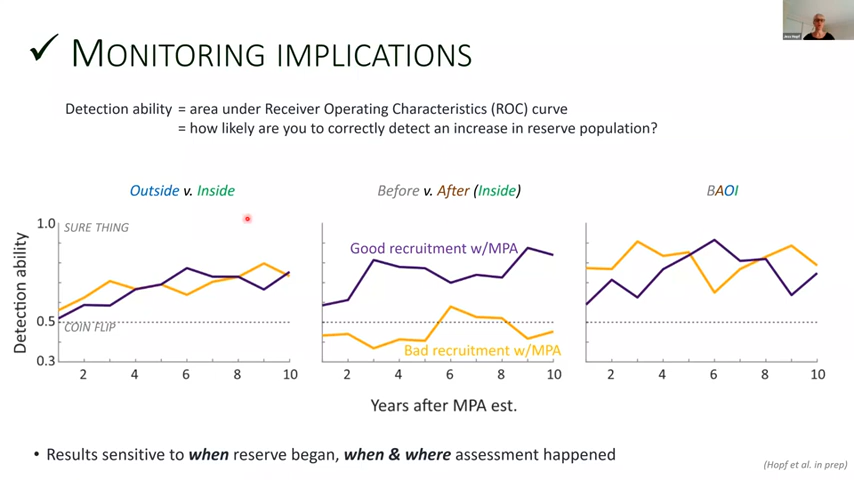 ✓ MONITORING IMPLICATIONS
Jess Hopf
Detection ability = area under Receiver Operating Characteristics (ROC) curve
= how likely are you to correctly detect an increase in reserve population?
Outside v. Inside
Before v. After (Inside)
BAOI
Detection ability
1.0
0.5
0.3
SURE THING
COIN FLIP
2 4 6 8 10
Good recruitment w/MPA
Bad recruitment w/MPA
2 4 6 8 10
2 4 6 8 10
Years after MPA est.
• Results sensitive to when reserve began, when & where assessment happened
(Hopf et al. in prep)